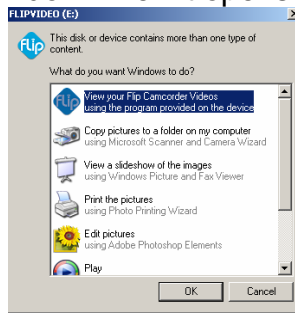 FLIPVIDEO (E:)
flip
This disk or device contains more than one type of
content.
What do you want Windows to do?
flip
View your Flip Camcorder Videos
using the program provided on the device
Copy pictures to a folder on my computer
using Microsoft Scanner and Camera Wizard
View a slideshow of the images
using Windows Picture and Fax Viewer
Print the pictures
using Photo Printing Wizard
Edit pictures
using Adobe Photoshop Elements
Play
OK Cancel